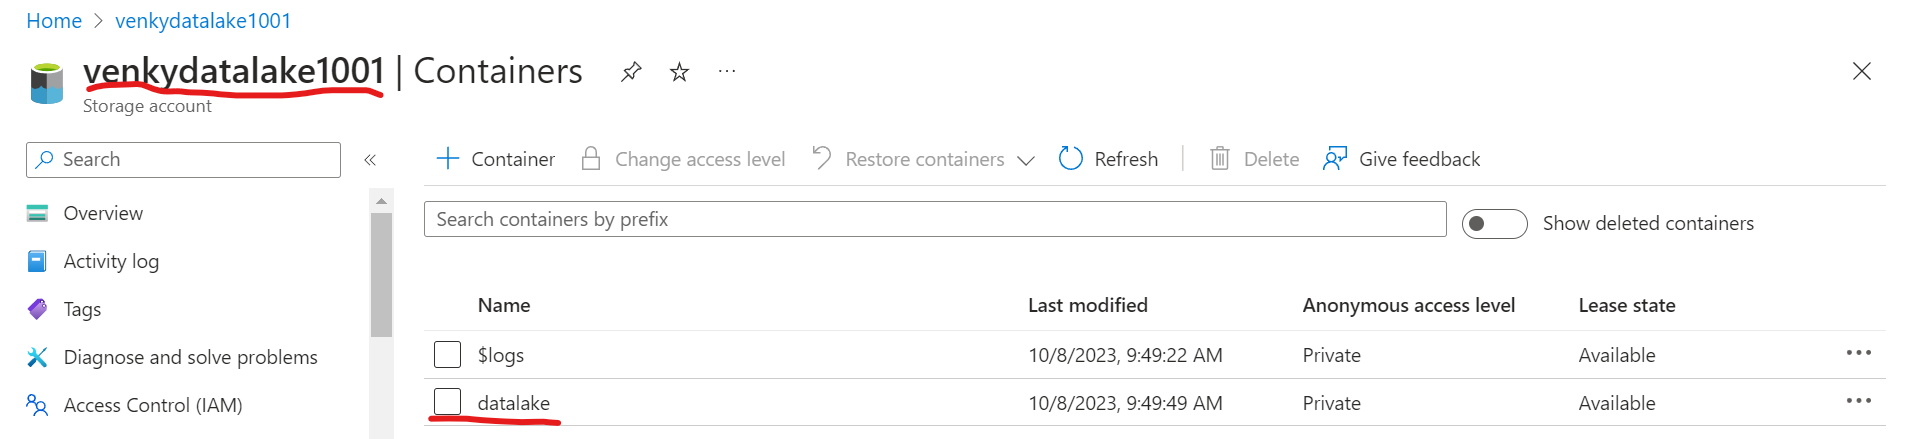 Home > venkydatalake1001
venkydatalake1001 | Containers
Storage account
Search
Container
Change access level
Restore containers
Refresh
Delete
Give feedback
Overview
Activity log
Tags
Diagnose and solve problems
Access Control (IAM)
Search containers by prefix
Show deleted containers
Name Last modified Anonymous access level Lease state
$logs 10/8/2023, 9:49:22 AM Private Available
datalake 10/8/2023, 9:49:49 AM Private Available